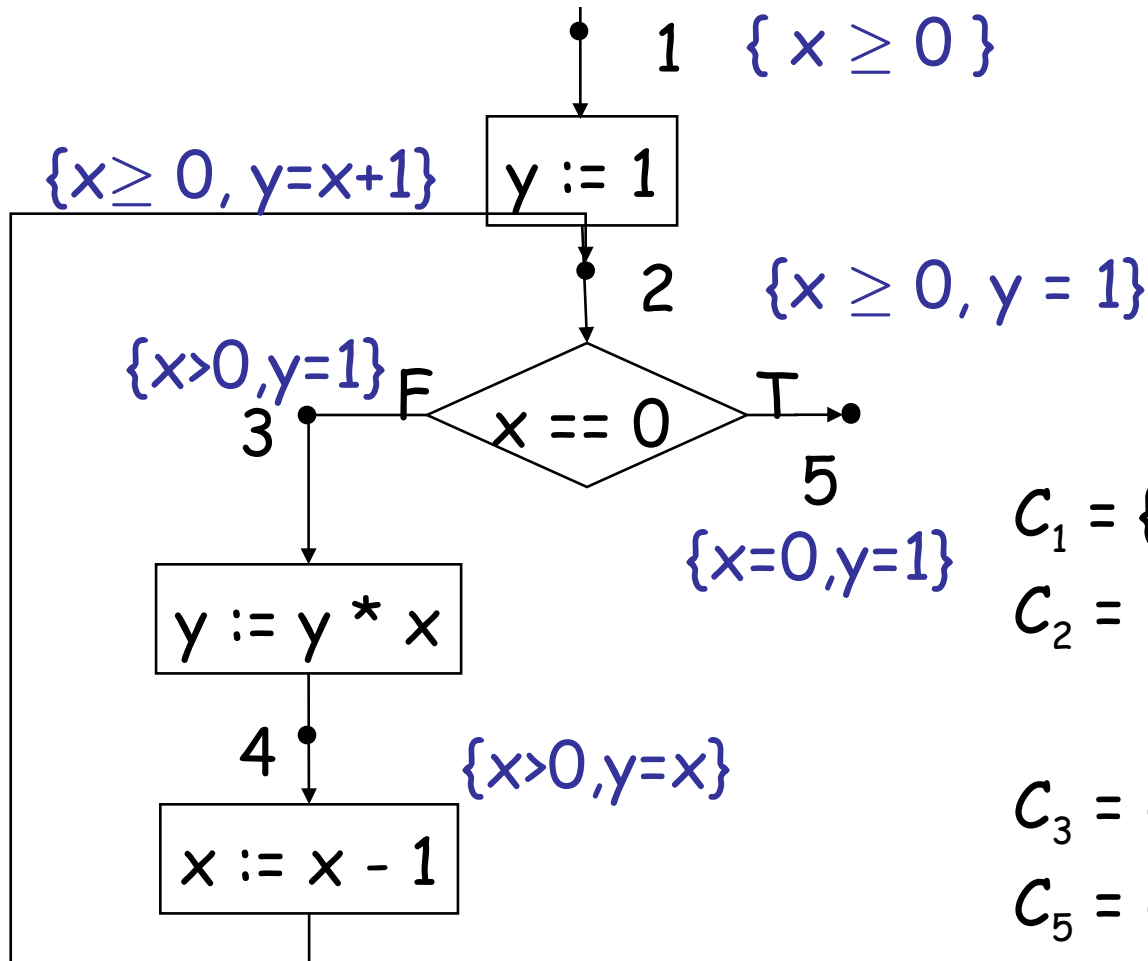 1 { x ≥ 0 }
{x≥ 0, y=x+1}
y := 1
2 {x ≥ 0, y = 1}
{x>0,y=1}
F
T
3
x == 0
5
{x=0,y=1}
C1 = {
C2 =
y := y * x
4
{x>0,y=x}
C3 =
x := x - 1
C5 =